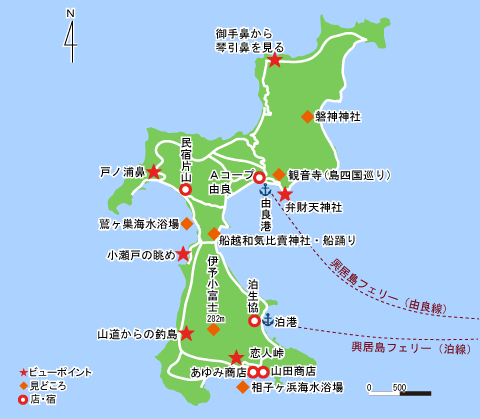 N
御手鼻から
琴引鼻を見る
磐神神社
民宿片山
戸ノ浦鼻
Aコープ
由良
観音寺(島四国巡り)
由良港
弁財天神社
鷲ヶ巣海水浴場
船越和気比賣神社・船踊り
小瀬戸の眺め
伊予小富士
282m
興居島フェリー(由良線)
泊生協
泊港
山道からの釣島
興居島フェリー(泊線)
恋人峠
あゆみ商店
山田商店
相子ヶ浜海水浴場
ビューポイント
見どころ
店・宿
0 500